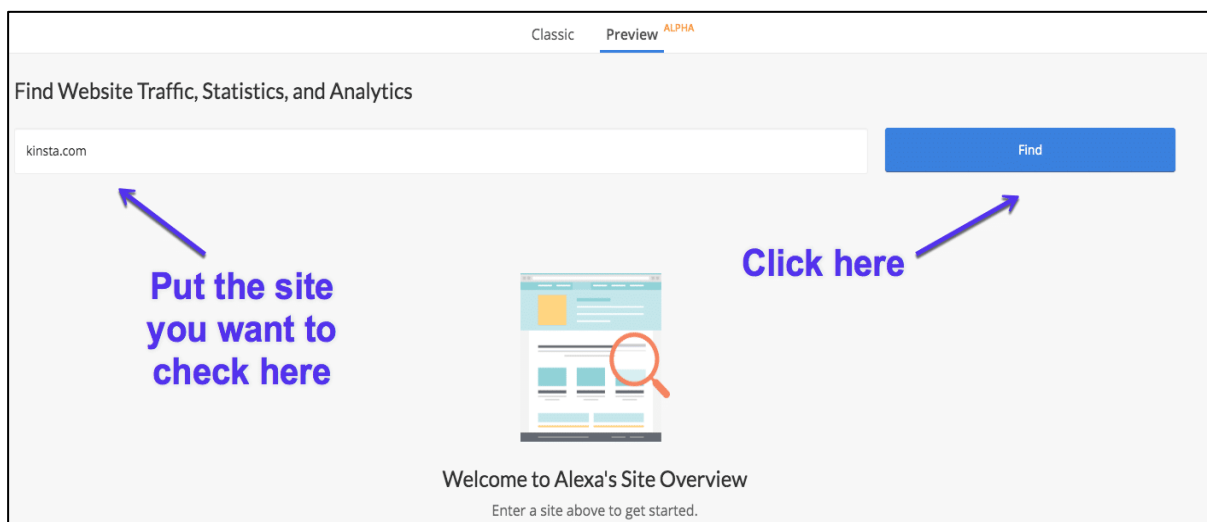 Classic Preview ALPHA
Find Website Traffic, Statistics, and Analytics
kinsta.com
Find
Put the site
you want to
check here
Click here
Welcome to Alexa's Site Overview
Enter a site above to get started.